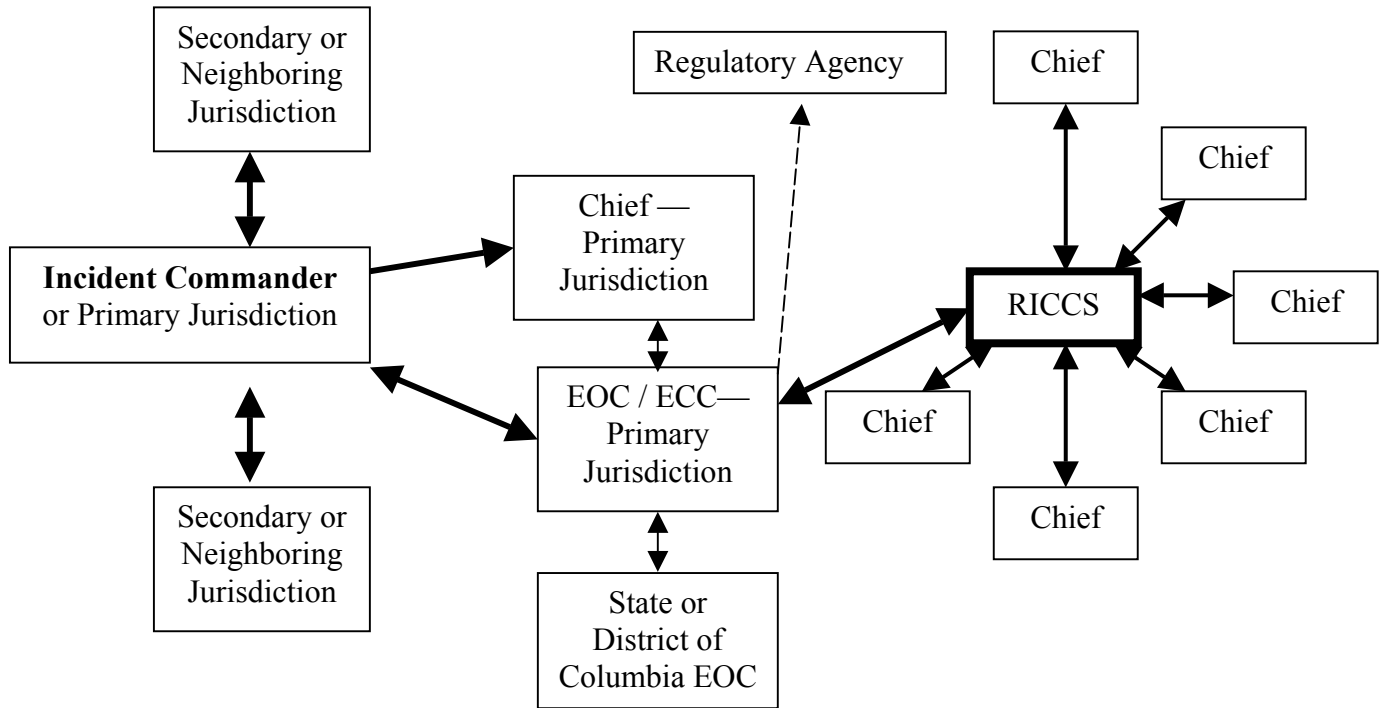 Secondary or
Neighboring
Jurisdiction
Regulatory Agency
Chief
Chief
Chief —
Primary
Jurisdiction
Incident Commander
or Primary Jurisdiction
RICCS
Chief
EOC / ECC—
Primary
Jurisdiction
Chief
Chief
Secondary or
Neighboring
Jurisdiction
Chief
State or
District of
Columbia EOC